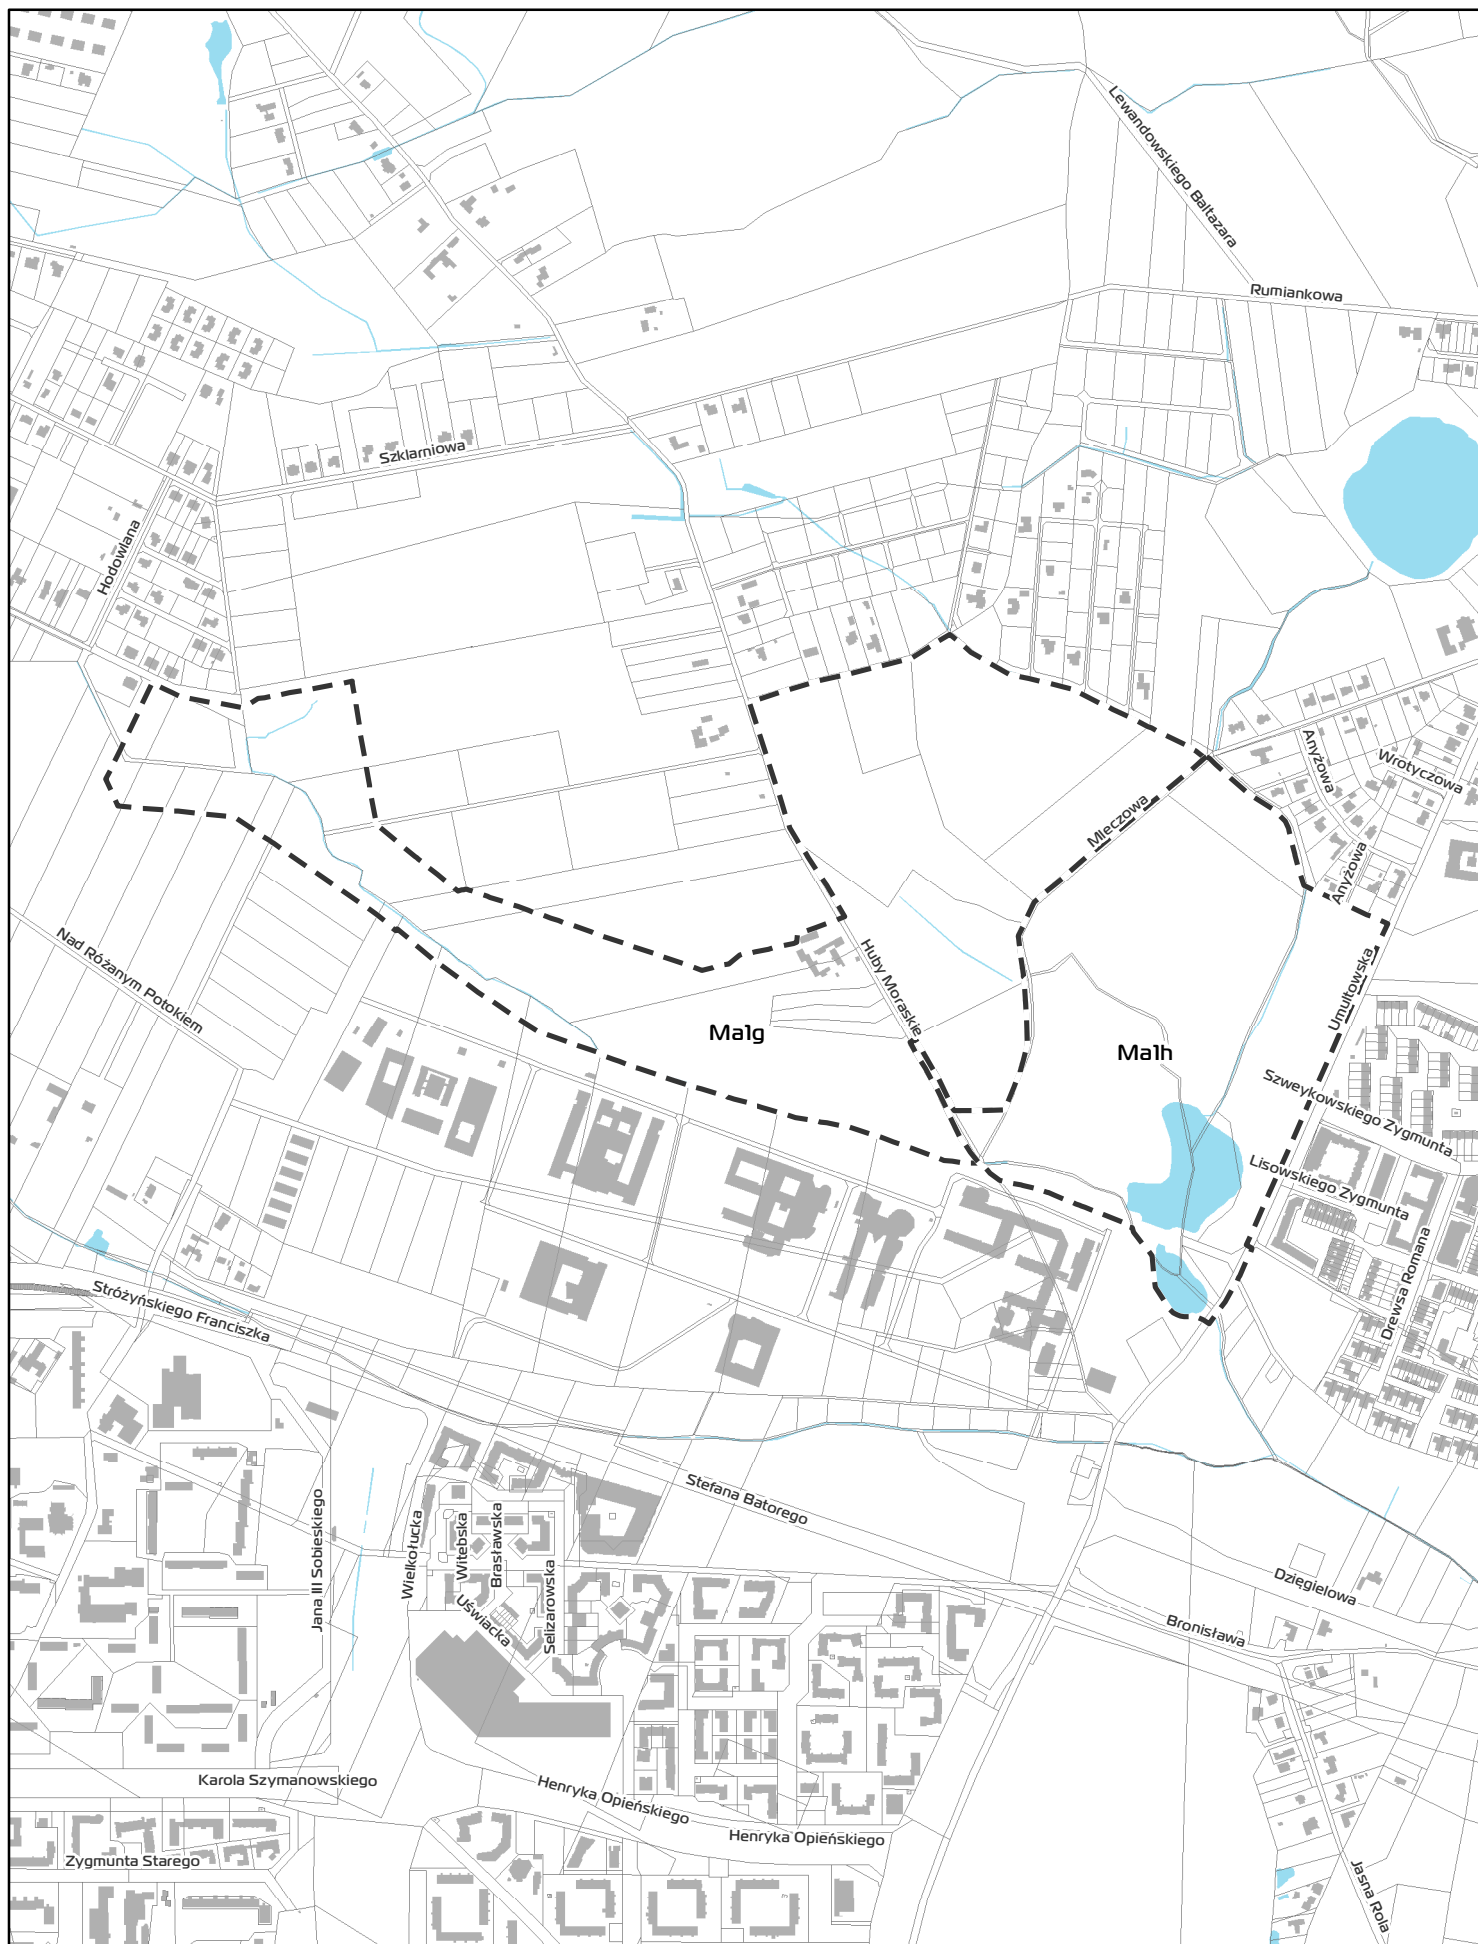 Lewandowskiego Baltazara
Rumiankowa
Szklarniowa
Hodowlana
Anyżowa
Wrotyczowa
Mleczowa
Anyżowa
Nad Różanym Potokiem
Huby Moraskie
Umultowska
Ma1g
Ma1h
Szweykowskiego Zygmunta
Lisowskiego Zygmunta
Drewsa Romana
Stróżyńskiego Franciszka
Stefana Batorego
Jana III Sobieskiego
Wielkołucka
Witebska
Brasławska
Selizarowska
Uświacka
Dzięgielowa
Bronisława
Karola Szymanowskiego
Henryka Opieńskiego
Henryka Opieńskiego
Zygmunta Starego
Jasna Rola